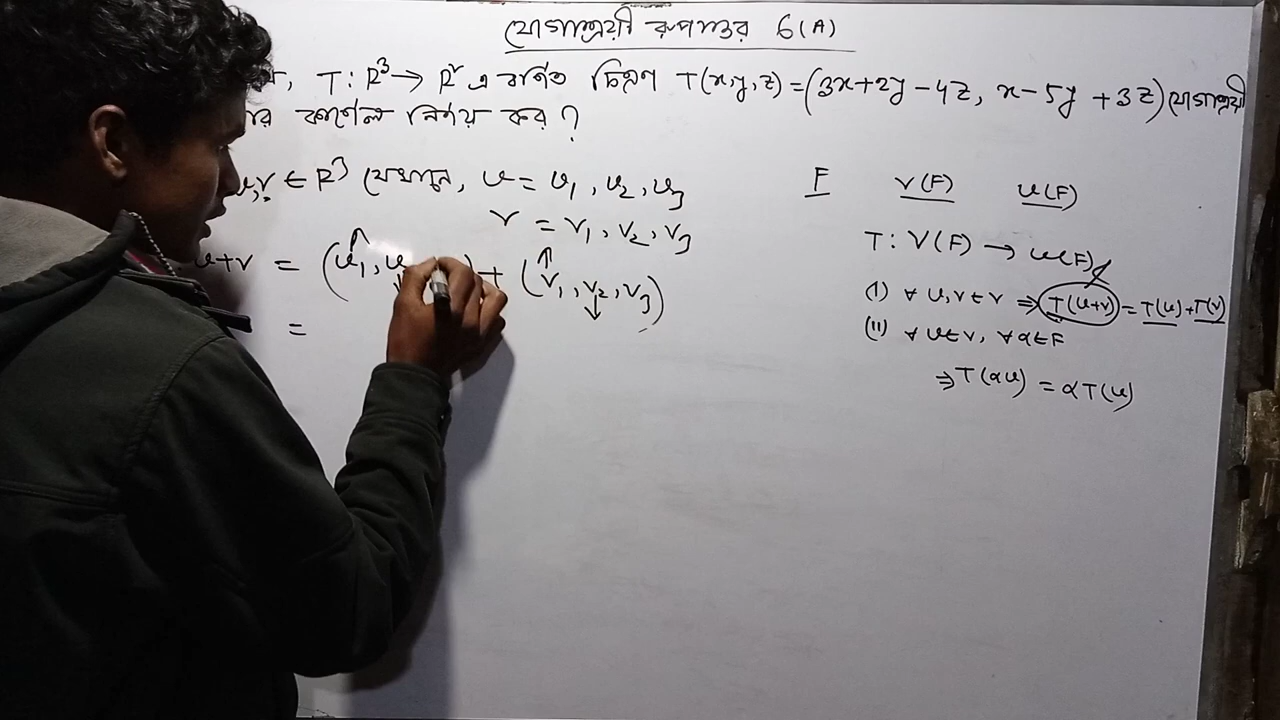 যোগাশ্রয়ী রূপান্তর 6(A)
T: R³ → R² এ বর্ণিত চিত্রণ T(x,y,z) = (3x+2y-4z, x-5y+3z) যোগাশ্রয়ী
কার্ণেল নির্ণয় কর?
u,v ∈ R³ যেখানে, u = u₁, u₂, u₃
v = v₁, v₂, v₃
u+v = (u₁, u + (v₁, v₂, v₃)
=
F V(F) U(F)
T: V(F) → U(F)
(I) ∀ u,v ∈ v ⇒ T(u+v) = T(u)+T(v)
(II) ∀ u ∈ v, ∀ α ∈ F
⇒ T(αu) = αT(u)